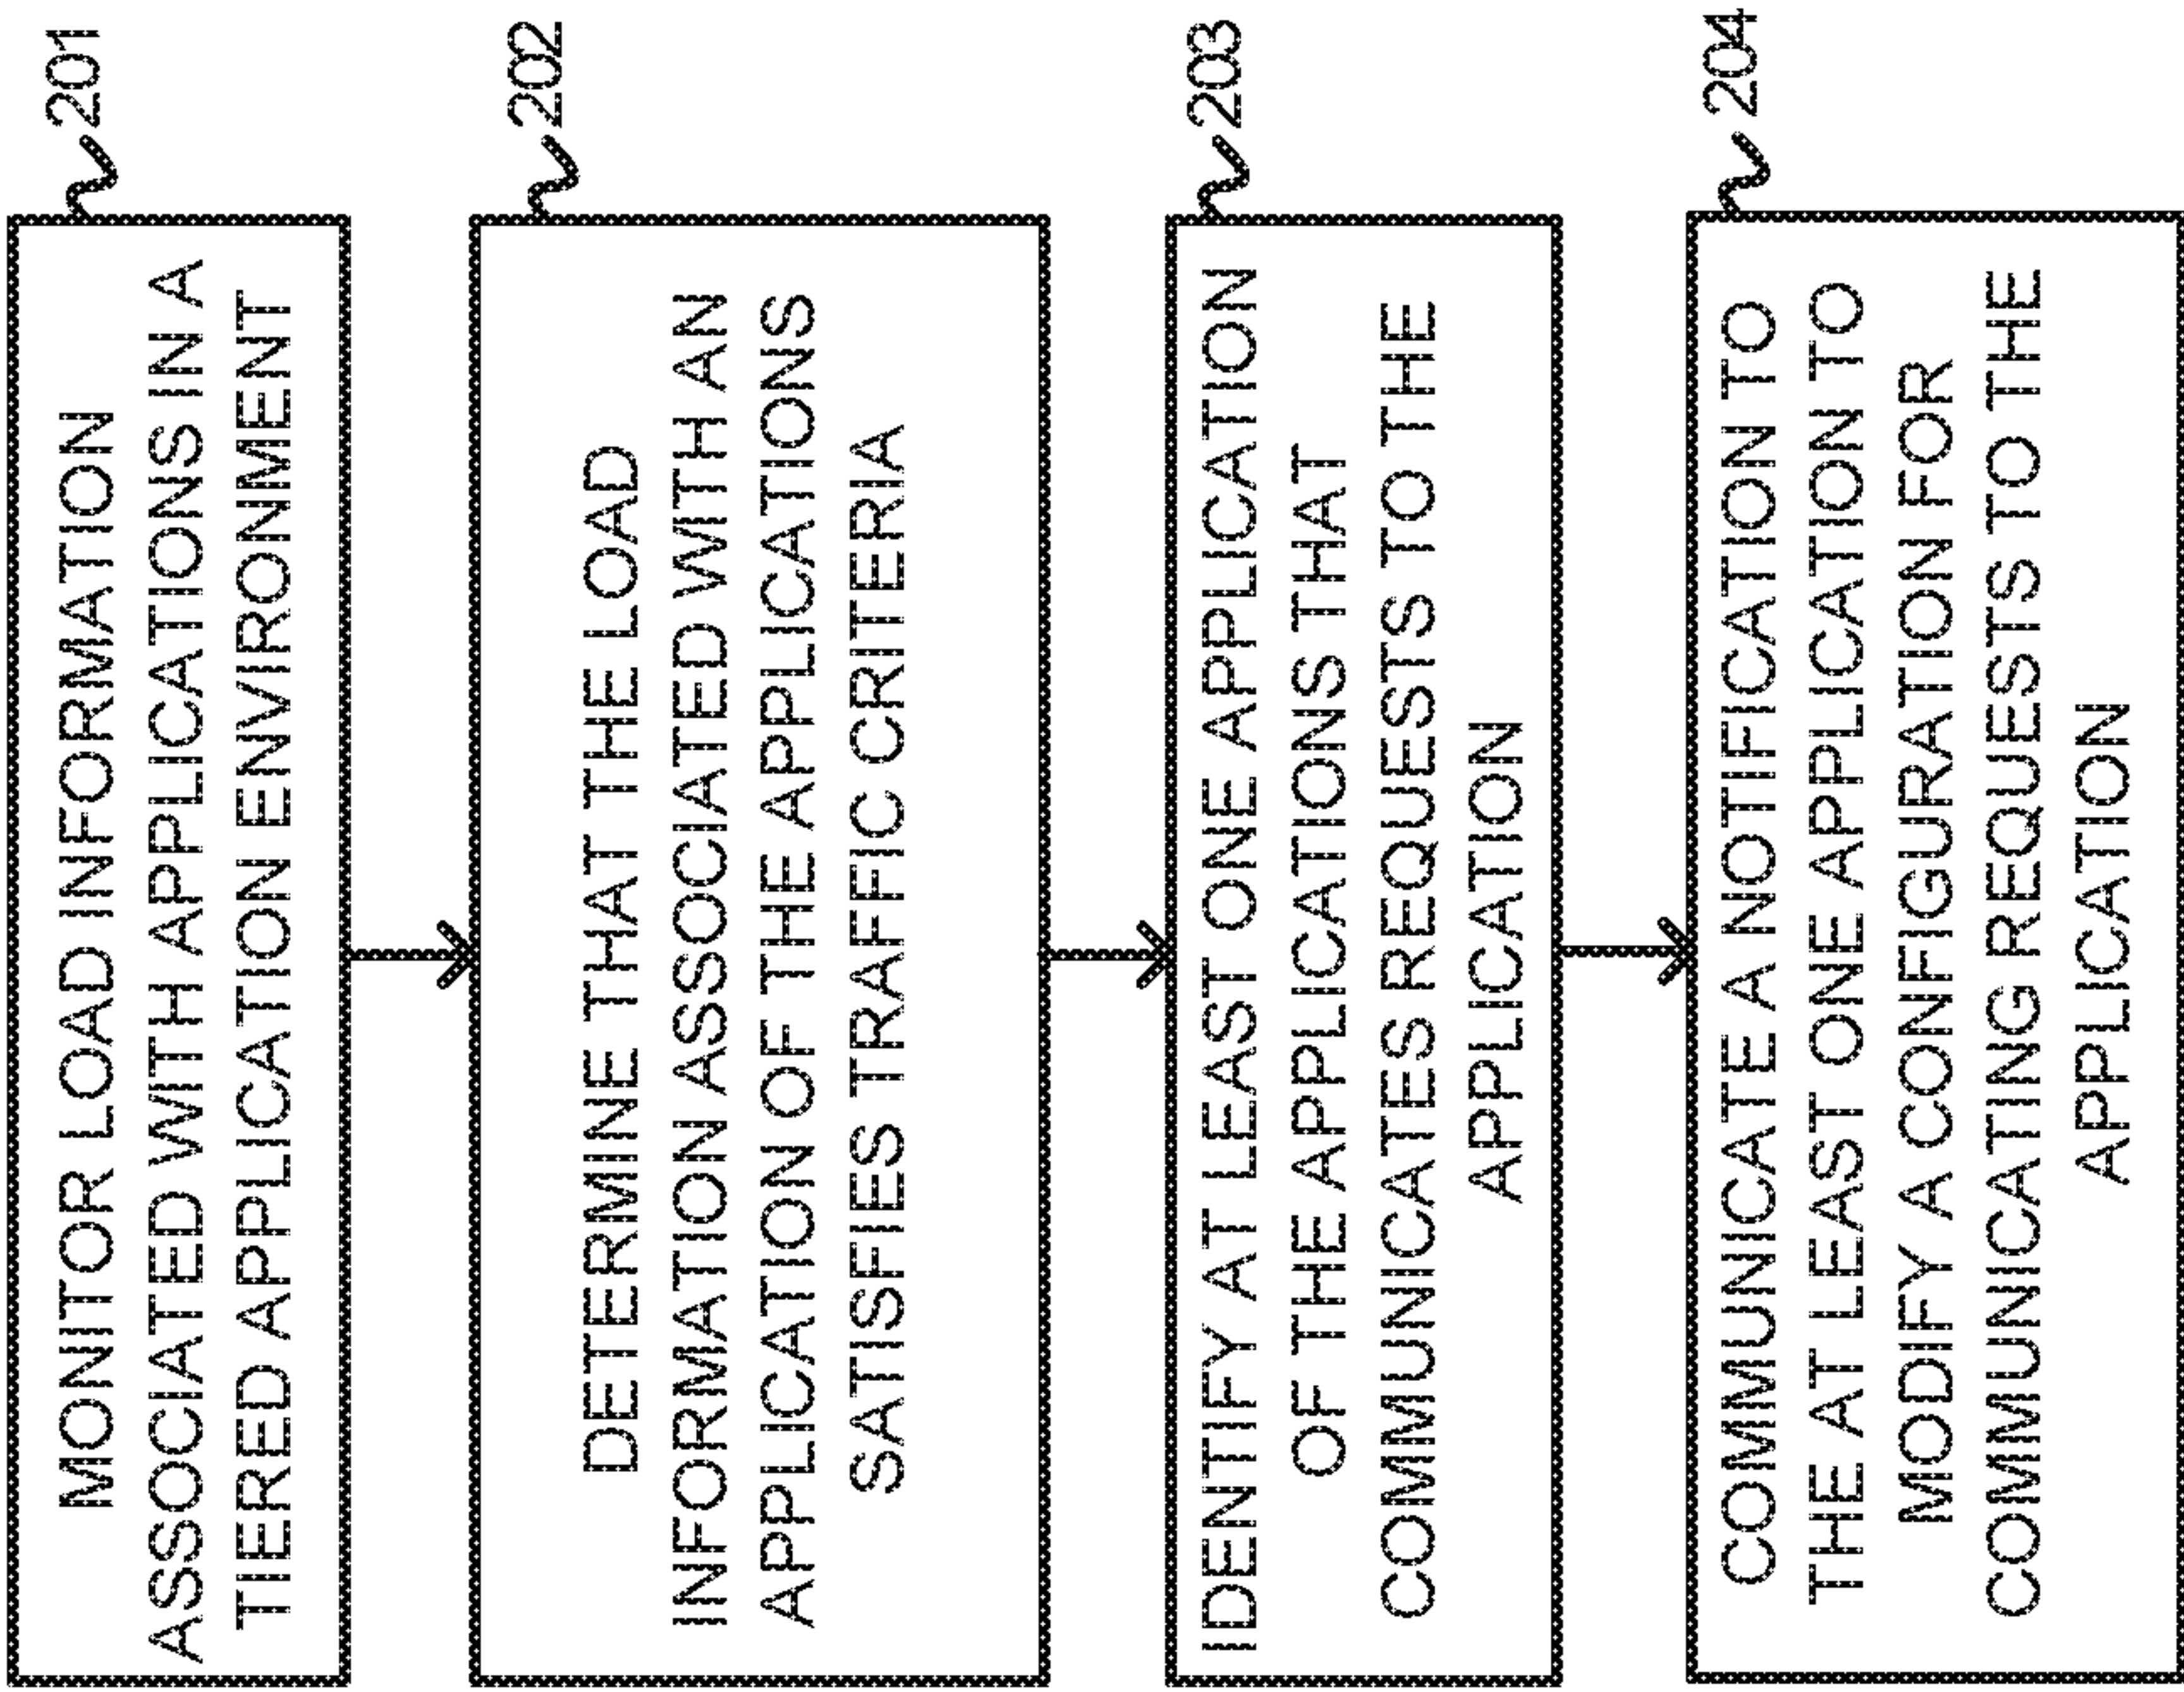 201
MONITOR LOAD INFORMATION
ASSOCIATED WITH APPLICATIONS IN A
TIERED APPLICATION ENVIRONMENT
202
DETERMINE THAT THE LOAD
INFORMATION ASSOCIATED WITH AN
APPLICATION OF THE APPLICATIONS
SATISFIES TRAFFIC CRITERIA
203
IDENTIFY AT LEAST ONE APPLICATION
OF THE APPLICATIONS THAT
COMMUNICATES REQUESTS TO THE
APPLICATION
204
COMMUNICATE A NOTIFICATION TO
THE AT LEAST ONE APPLICATION TO
MODIFY A CONFIGURATION FOR
COMMUNICATING REQUESTS TO THE
APPLICATION